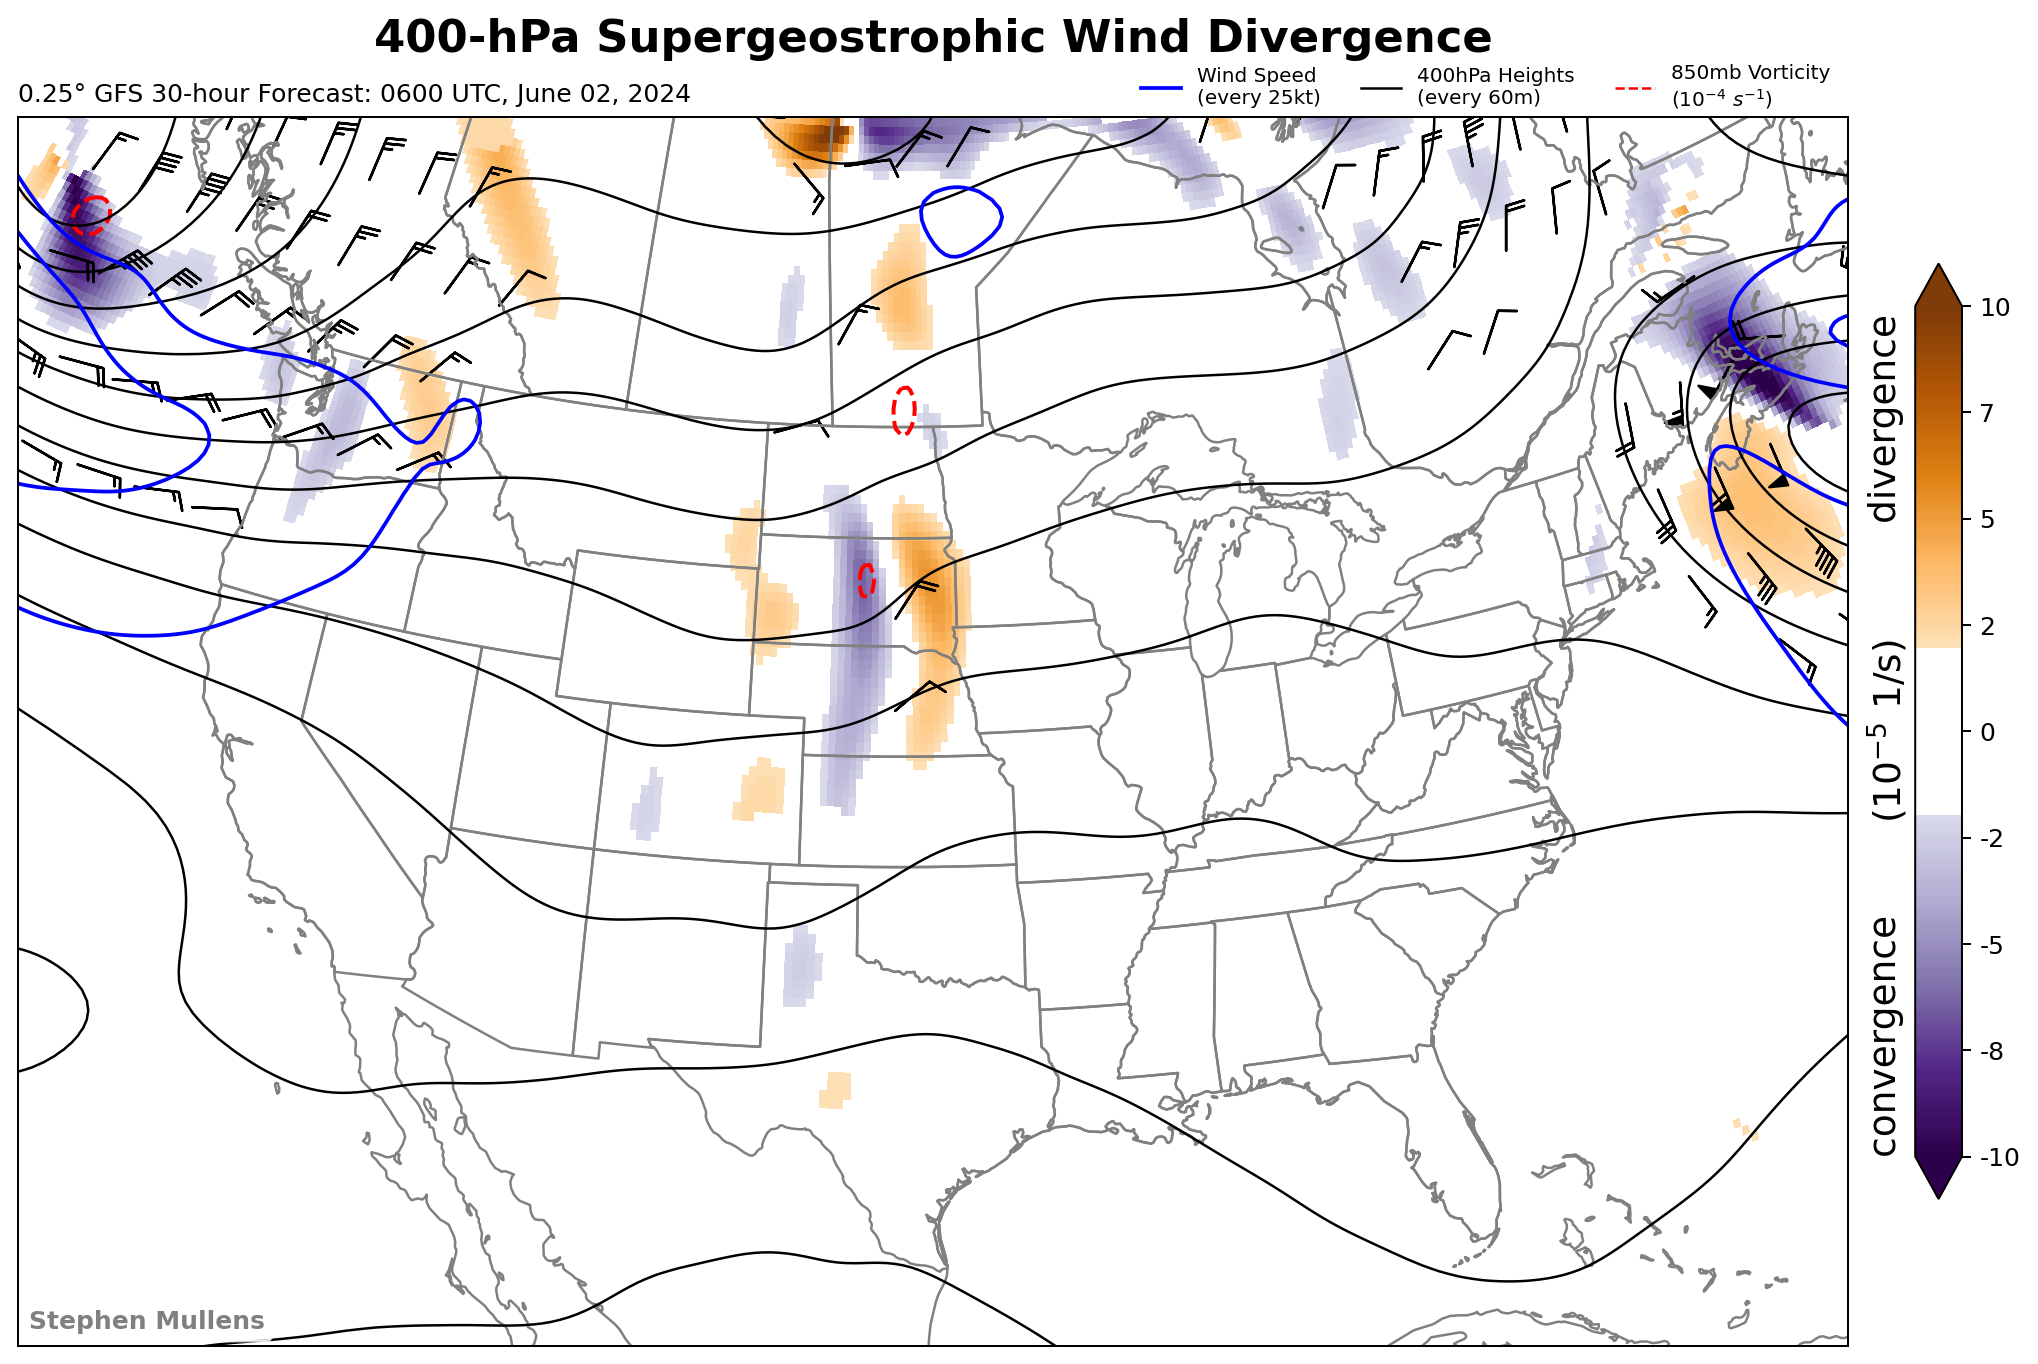 400-hPa Supergeostrophic Wind Divergence
0.25° GFS 30-hour Forecast: 0600 UTC, June 02, 2024
Wind Speed
(every 25kt)
400hPa Heights
(every 60m)
850mb Vorticity
(10⁻⁴ s⁻¹)
10
7
5
2
0
-2
-5
-8
-10
convergence (10⁻⁵ 1/s) divergence
Stephen Mullens